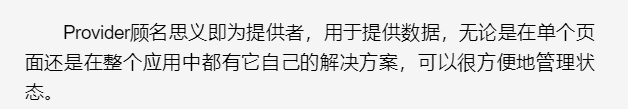 Provider顾名思义即为提供者，用于提供数据，无论是在单个页
面还是在整个应用中都有它自己的解决方案，可以很方便地管理状
态。